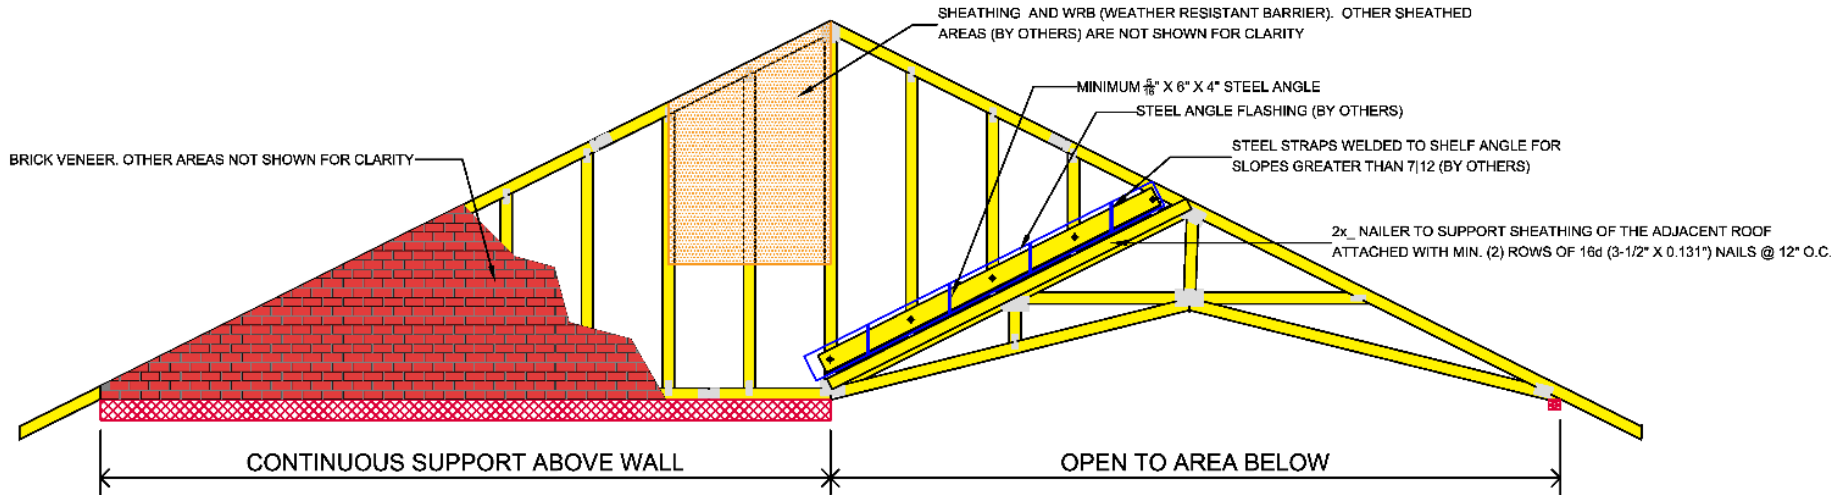 SHEATHING AND WRB (WEATHER RESISTANT BARRIER). OTHER SHEATHED
AREAS (BY OTHERS) ARE NOT SHOWN FOR CLARITY
MINIMUM 5/16" X 6" X 4" STEEL ANGLE
STEEL ANGLE FLASHING (BY OTHERS)
STEEL STRAPS WELDED TO SHELF ANGLE FOR
SLOPES GREATER THAN 7|12 (BY OTHERS)
BRICK VENEER. OTHER AREAS NOT SHOWN FOR CLARITY
2x_ NAILER TO SUPPORT SHEATHING OF THE ADJACENT ROOF
ATTACHED WITH MIN. (2) ROWS OF 16d (3-1/2" X 0.131") NAILS @ 12" O.C.
CONTINUOUS SUPPORT ABOVE WALL
OPEN TO AREA BELOW